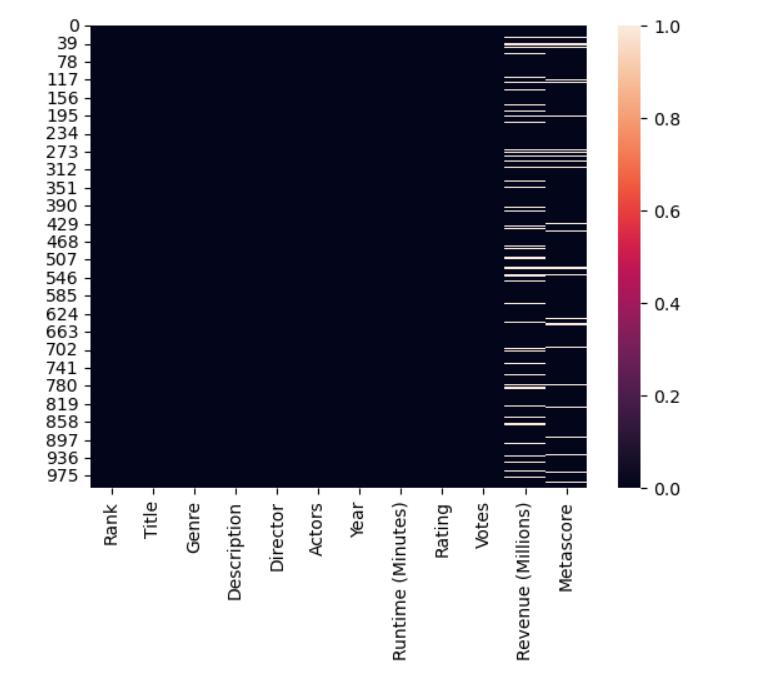 0
39
78
117
156
195
234
273
312
351
390
429
468
507
546
585
624
663
702
741
780
819
858
897
936
975
Rank
Title
Genre
Description
Director
Actors
Year
Runtime (Minutes)
Rating
Votes
Revenue (Millions)
Metascore
1.0
0.8
0.6
0.4
0.2
0.0